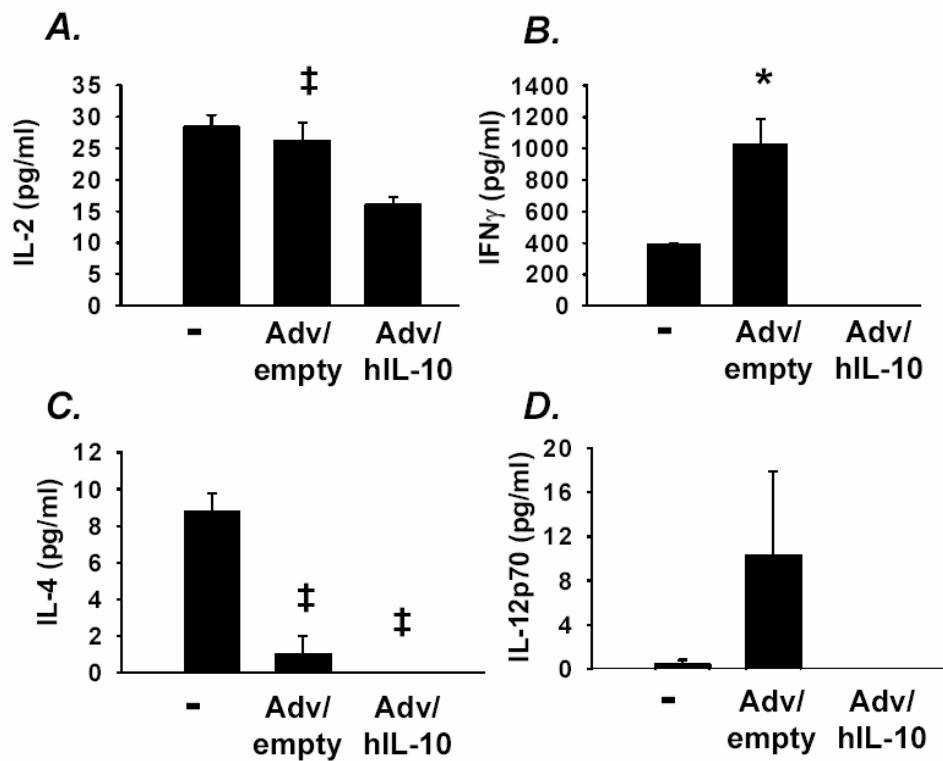 A.
IL-2 (pg/ml)
35
30
25
20
15
10
5
0
‡
-
Adv/
empty
Adv/
hIL-10
B.
IFNγ (pg/ml)
1400
1200
1000
800
600
400
200
0
*
-
Adv/
empty
Adv/
hIL-10
C.
IL-4 (pg/ml)
12
10
8
6
4
2
0
‡
‡
-
Adv/
empty
Adv/
hIL-10
D.
IL-12p70 (pg/ml)
20
16
12
8
4
0
-
Adv/
empty
Adv/
hIL-10